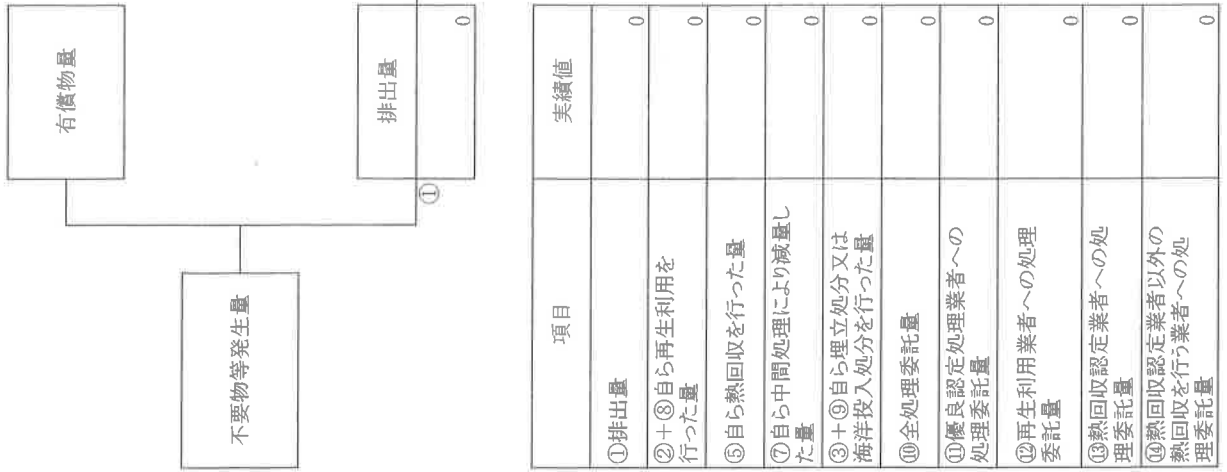 有償物量
不要物等発生量
①
排出量
0
項目
実績値
①排出量
0
②+⑧自ら再生利用を
行った量
0
⑤自ら熱回収を行った量
0
⑦自ら中間処理により減量し
た量
0
③+⑨自ら埋立処分又は
海洋投入処分を行った量
0
⑩全処理委託量
0
⑪優良認定処理業者への
処理委託量
0
⑫再生利用業者への処理
委託量
0
⑬熱回収認定業者への処
理委託量
0
⑭熱回収認定業者以外の
熱回収を行う業者への処
理委託量
0